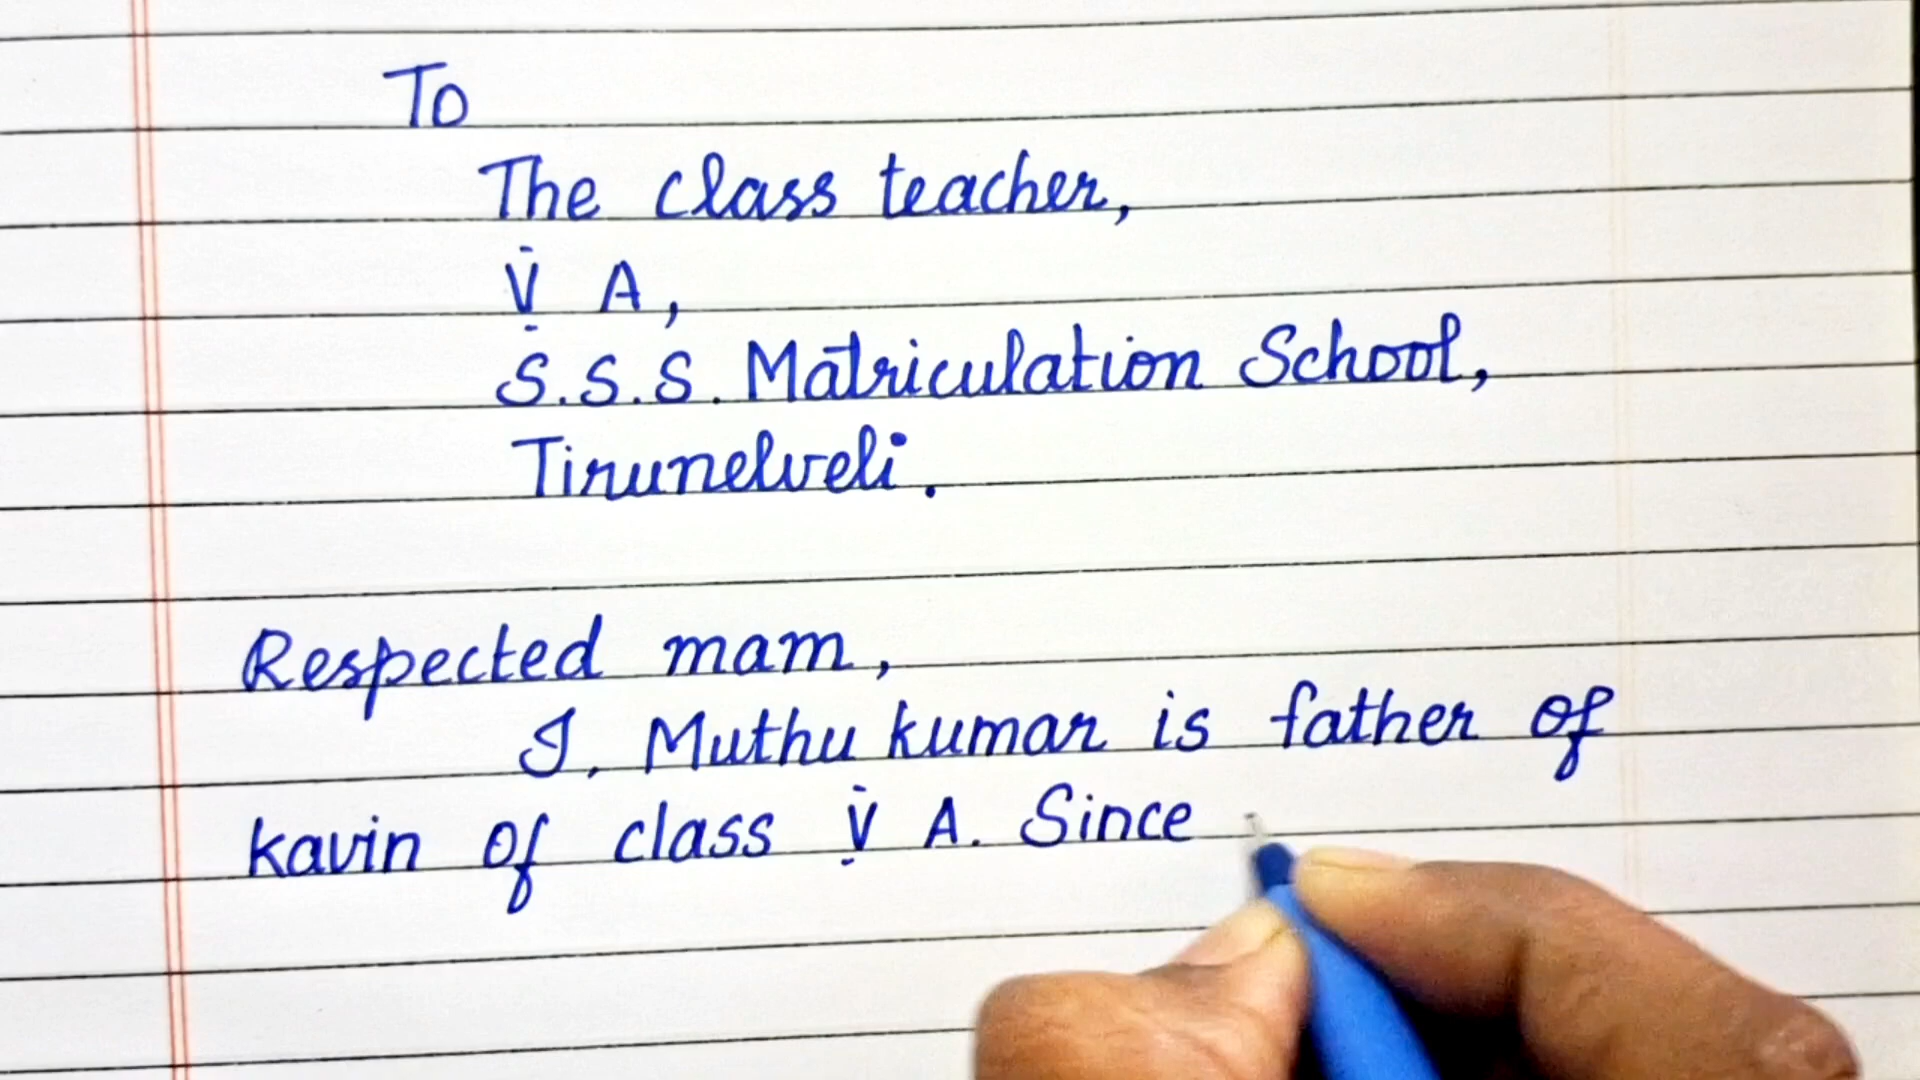 To
The class teacher,
V A,
S.S.S. Matriculation School,
Tirunelveli.
Respected mam,
I. Muthu kumar is father of
kavin of class V A. Since